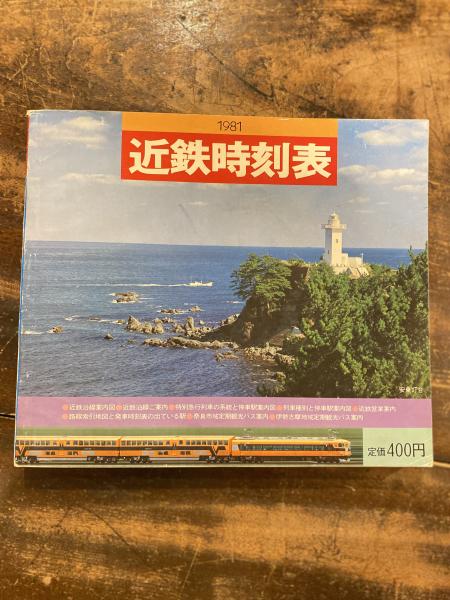 1981
近鉄時刻表
安乗灯台
●近鉄沿線案内図●近鉄沿線ご案内●特別急行列車の系統と停車駅案内図●列車種別と停車駅案内図●近鉄営業案内
●路線索引地図と発車時刻表の出ている駅●奈良市域定期観光バス案内●伊勢志摩地域定期観光バス案内
定価400円